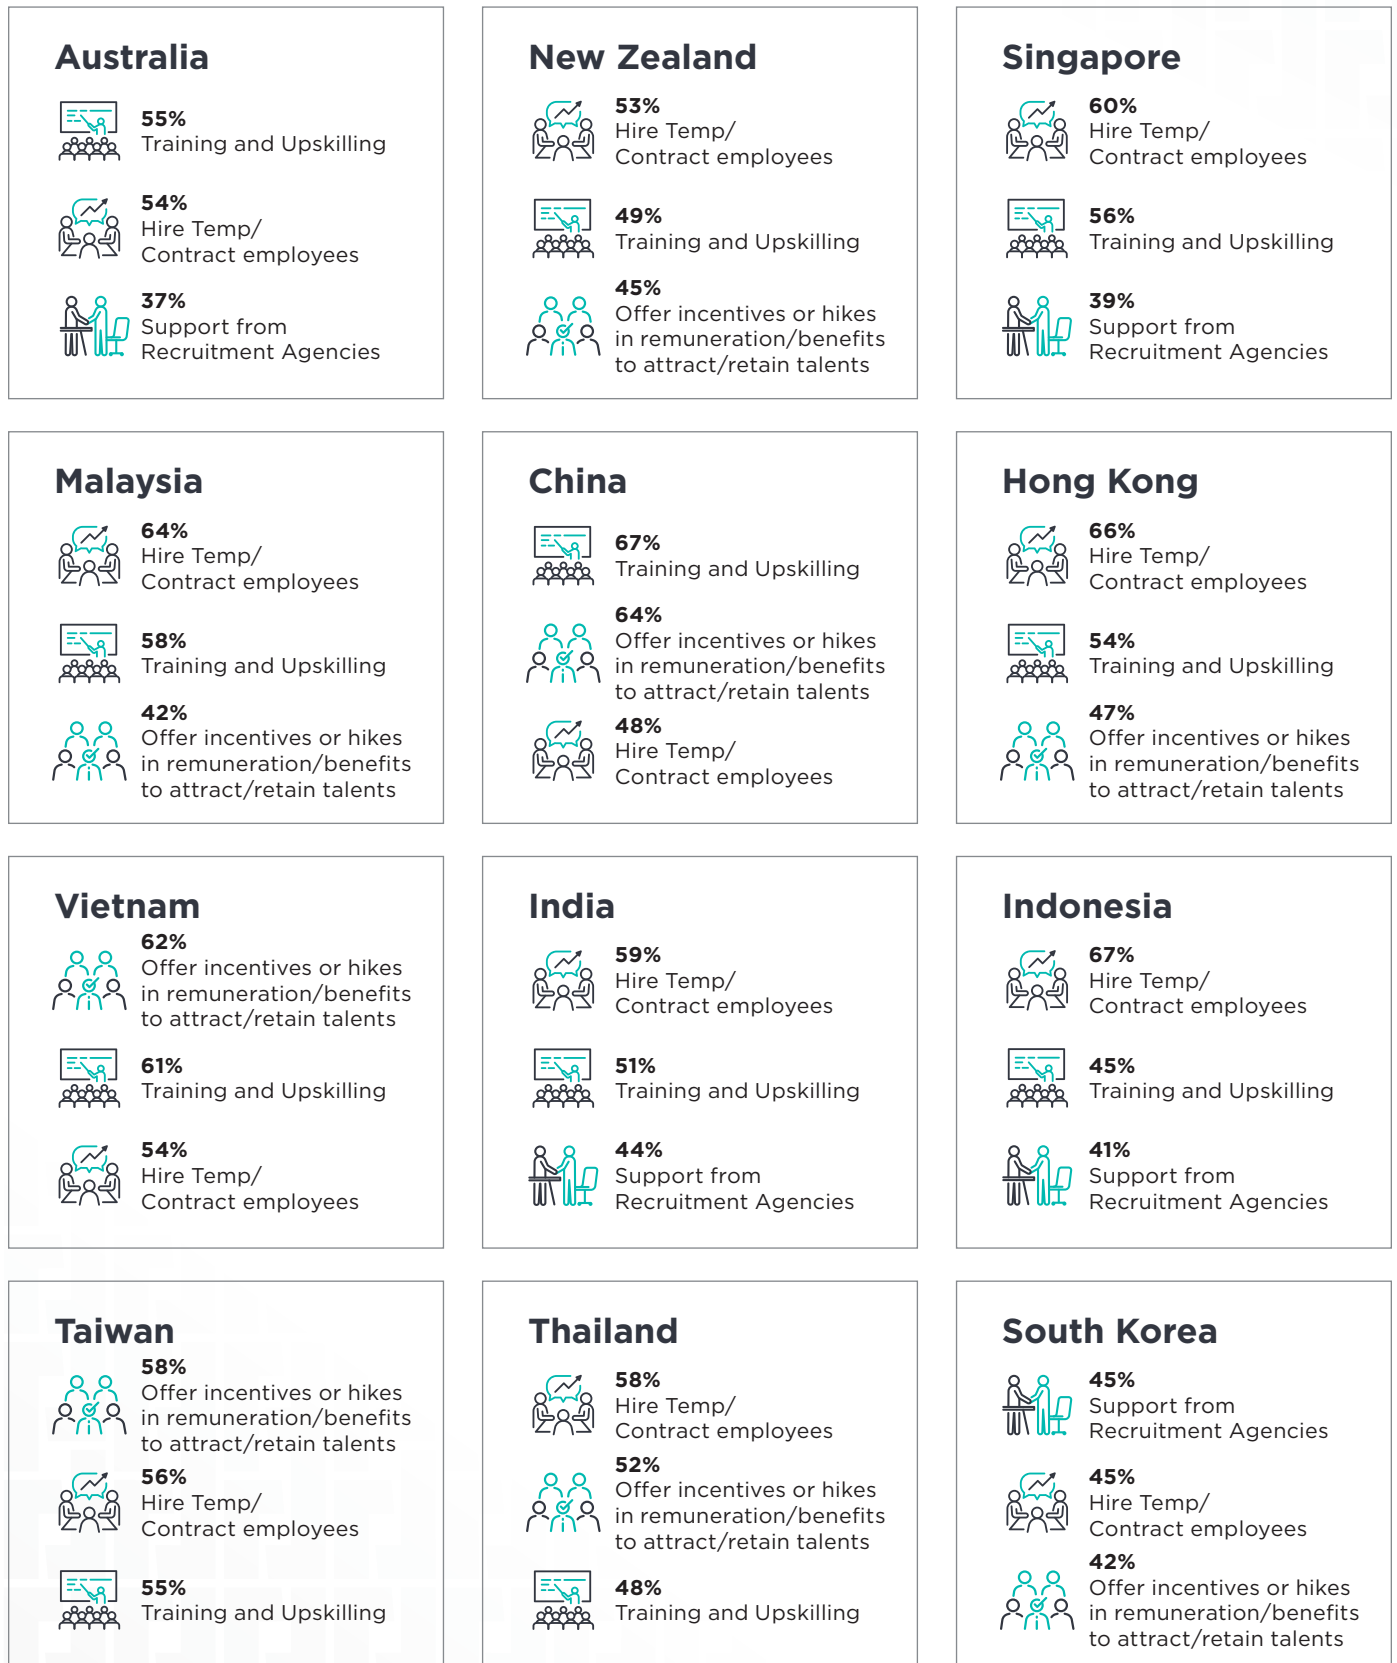 Australia
55%
Training and Upskilling
54%
Hire Temp/
Contract employees
37%
Support from
Recruitment Agencies
New Zealand
53%
Hire Temp/
Contract employees
49%
Training and Upskilling
45%
Offer incentives or hikes
in remuneration/benefits
to attract/retain talents
Singapore
60%
Hire Temp/
Contract employees
56%
Training and Upskilling
39%
Support from
Recruitment Agencies
Malaysia
64%
Hire Temp/
Contract employees
58%
Training and Upskilling
42%
Offer incentives or hikes
in remuneration/benefits
to attract/retain talents
China
67%
Training and Upskilling
64%
Offer incentives or hikes
in remuneration/benefits
to attract/retain talents
48%
Hire Temp/
Contract employees
Hong Kong
66%
Hire Temp/
Contract employees
54%
Training and Upskilling
47%
Offer incentives or hikes
in remuneration/benefits
to attract/retain talents
Vietnam
62%
Offer incentives or hikes
in remuneration/benefits
to attract/retain talents
61%
Training and Upskilling
54%
Hire Temp/
Contract employees
India
59%
Hire Temp/
Contract employees
51%
Training and Upskilling
44%
Support from
Recruitment Agencies
Indonesia
67%
Hire Temp/
Contract employees
45%
Training and Upskilling
41%
Support from
Recruitment Agencies
Taiwan
58%
Offer incentives or hikes
in remuneration/benefits
to attract/retain talents
56%
Hire Temp/
Contract employees
55%
Training and Upskilling
Thailand
58%
Hire Temp/
Contract employees
52%
Offer incentives or hikes
in remuneration/benefits
to attract/retain talents
48%
Training and Upskilling
South Korea
45%
Support from
Recruitment Agencies
45%
Hire Temp/
Contract employees
42%
Offer incentives or hikes
in remuneration/benefits
to attract/retain talents